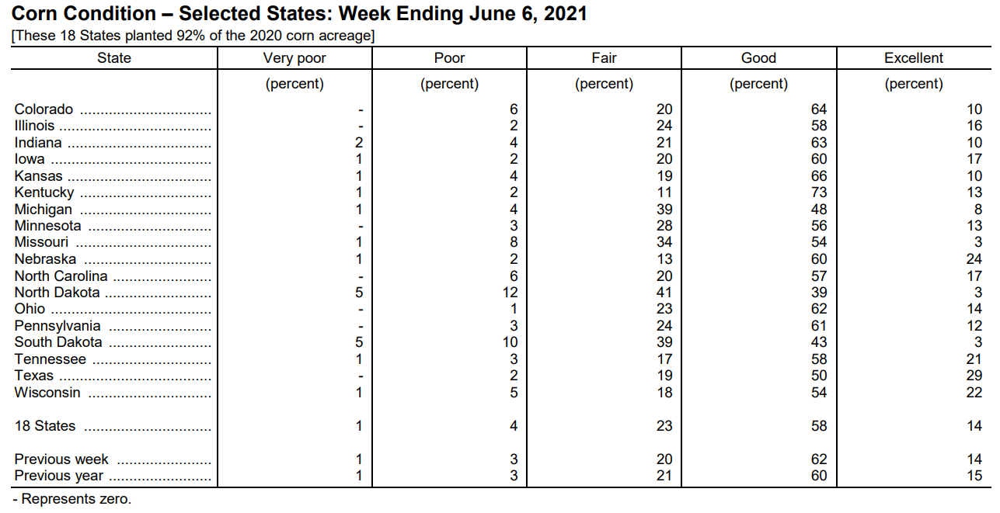 Corn Condition – Selected States: Week Ending June 6, 2021
[These 18 States planted 92% of the 2020 corn acreage]
State Very poor Poor Fair Good Excellent
(percent) (percent) (percent) (percent) (percent)
Colorado ................................ - 6 20 64 10
Illinois ..................................... - 2 24 58 16
Indiana ................................... 2 4 21 63 10
Iowa ....................................... 1 2 20 60 17
Kansas ................................... 1 4 19 66 10
Kentucky ................................ 1 2 11 73 13
Michigan ................................ 1 4 39 48 8
Minnesota .............................. - 3 28 56 13
Missouri ................................. 1 8 34 54 3
Nebraska ............................... 1 2 13 60 24
North Carolina ........................ - 6 20 57 17
North Dakota .......................... 5 12 41 39 3
Ohio ....................................... - 1 23 62 14
Pennsylvania ......................... - 3 24 61 12
South Dakota ......................... 5 10 39 43 3
Tennessee ............................. 1 3 17 58 21
Texas ..................................... - 2 19 50 29
Wisconsin .............................. 1 5 18 54 22
18 States ............................... 1 4 23 58 14
Previous week ....................... 1 3 20 62 14
Previous year ......................... 1 3 21 60 15
- Represents zero.